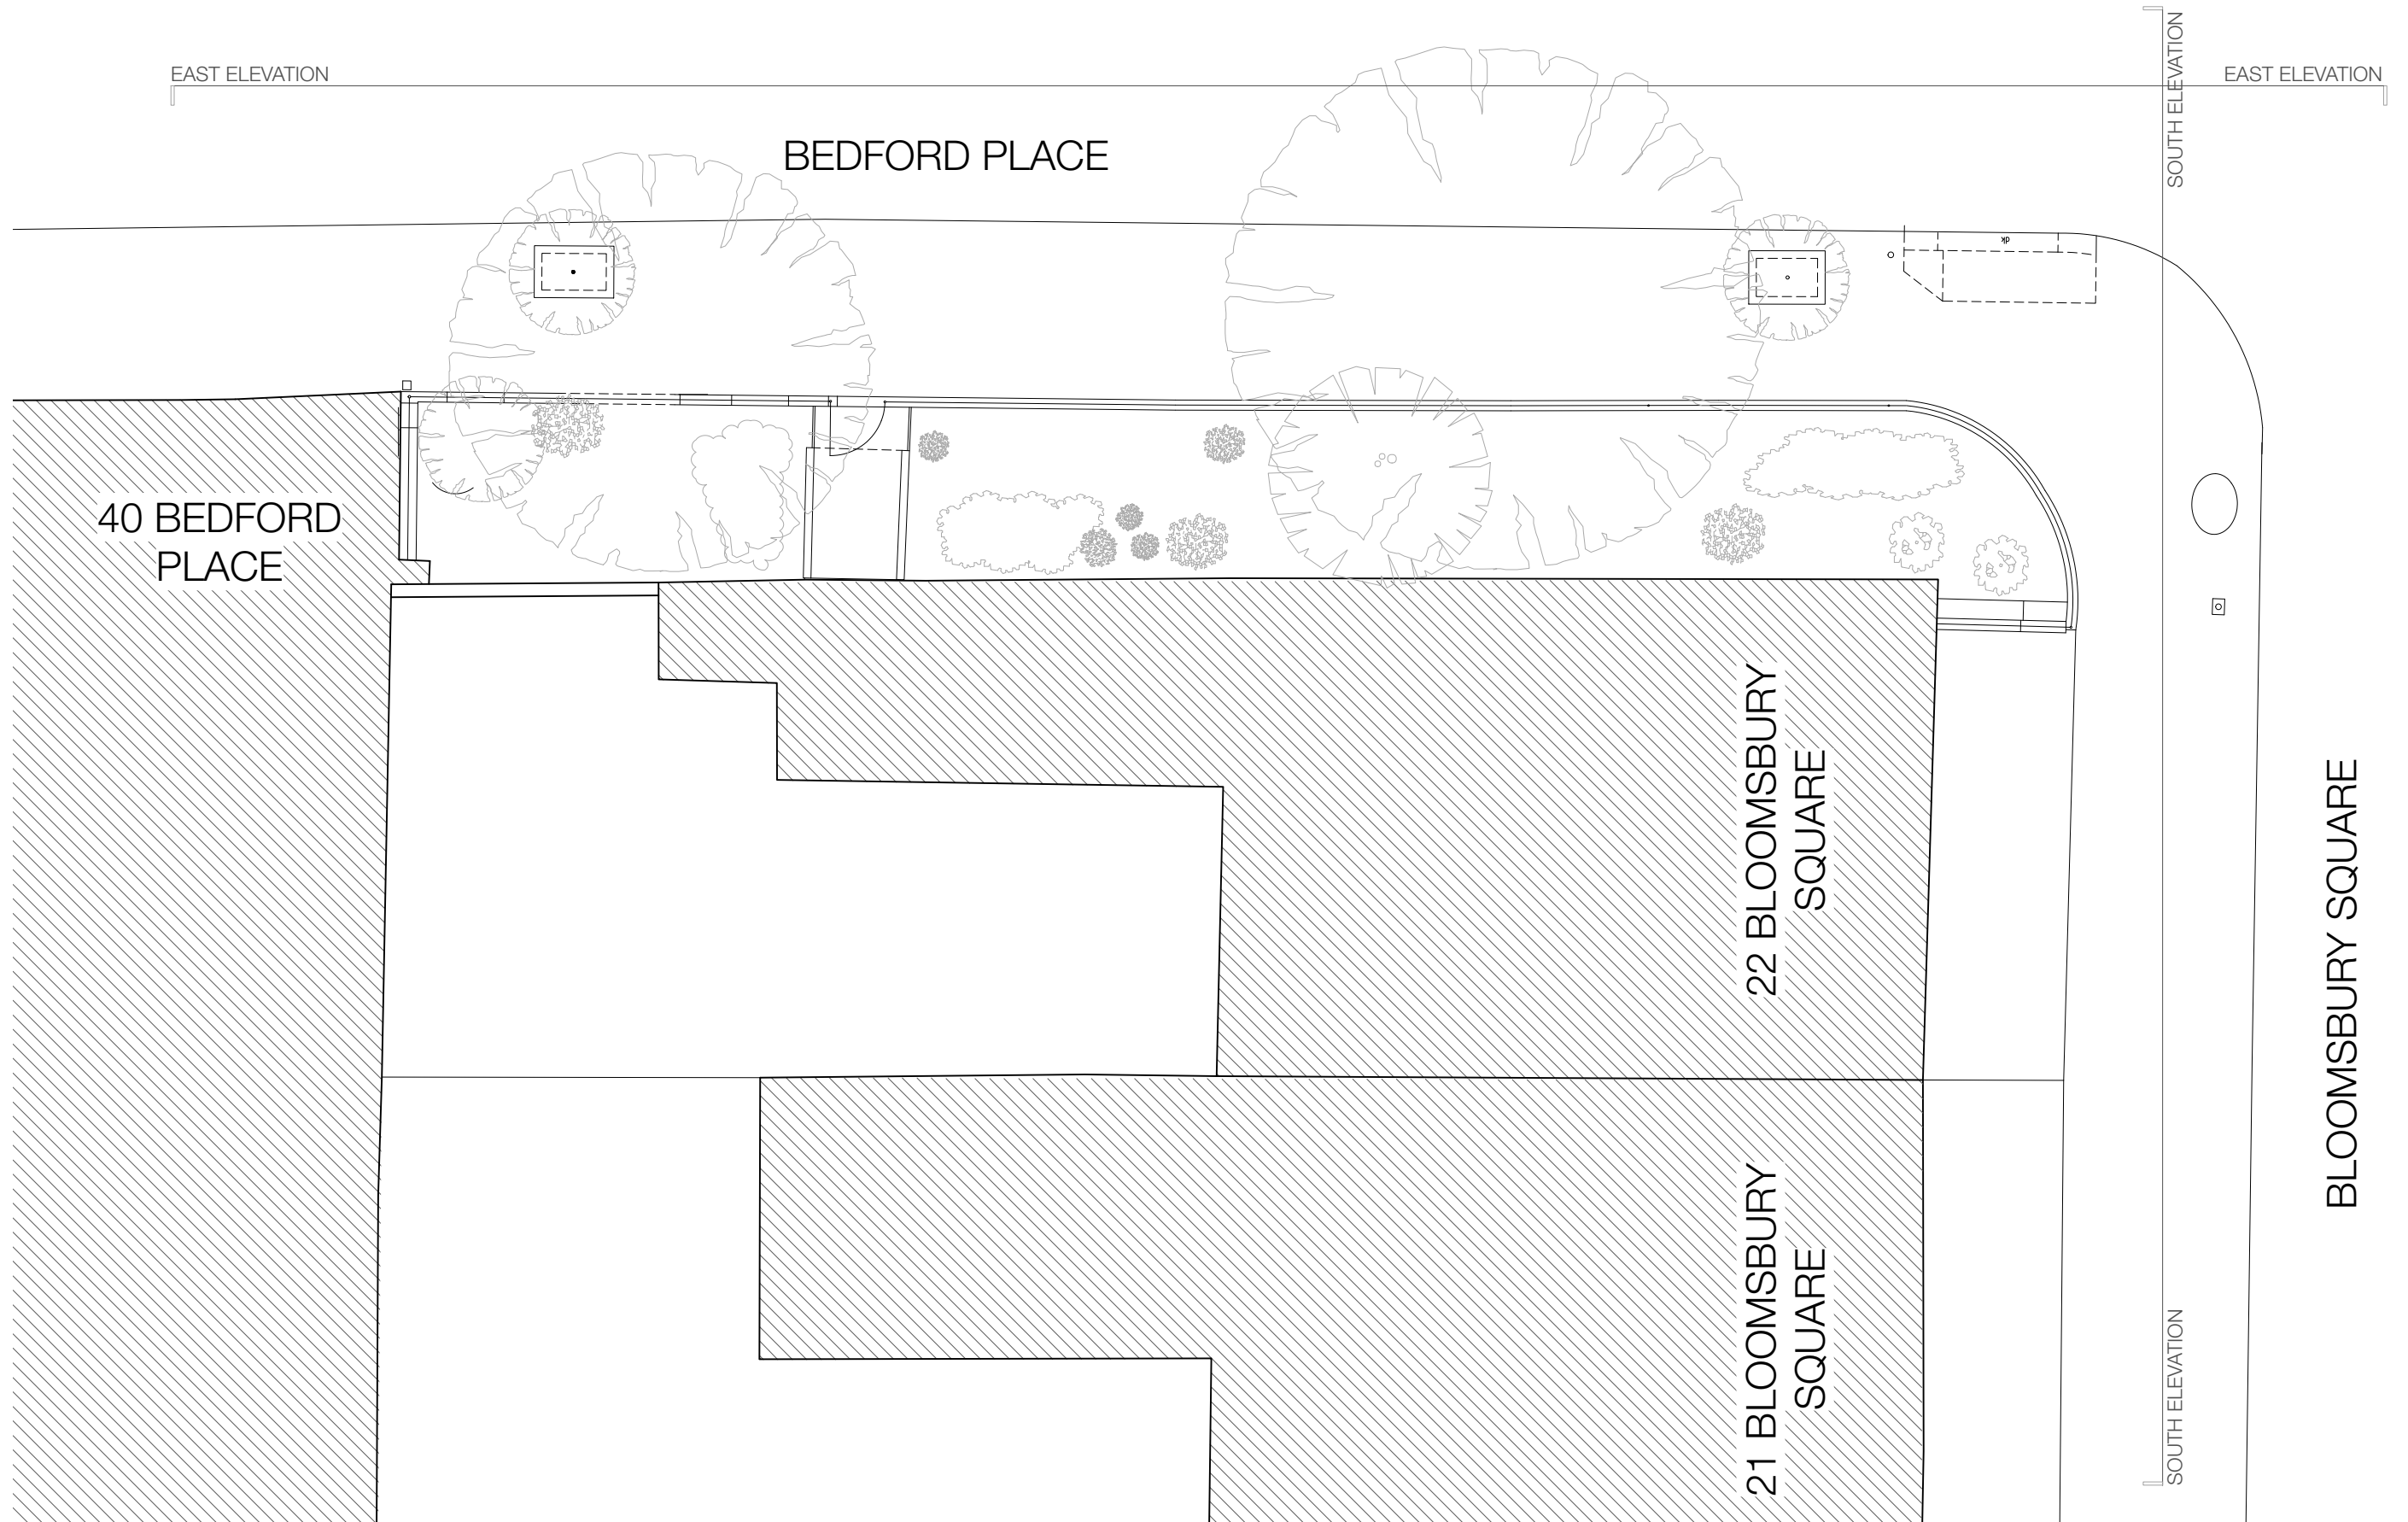 EAST ELEVATION
EAST ELEVATION
SOUTH ELEVATION
BEDFORD PLACE
dk
40 BEDFORD
PLACE
22 BLOOMSBURY
SQUARE
BLOOMSBURY SQUARE
21 BLOOMSBURY
SQUARE
SOUTH ELEVATION